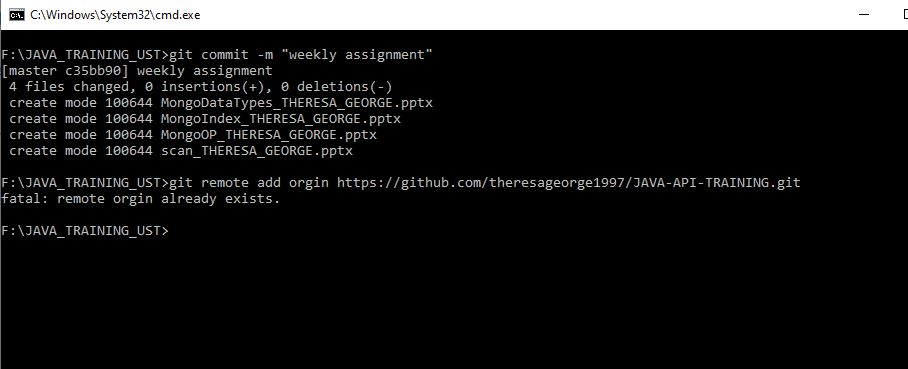 C:\Windows\System32\cmd.exe
F:\JAVA_TRAINING_UST>git commit -m "weekly assignment"
[master c35bb90] weekly assignment
 4 files changed, 0 insertions(+), 0 deletions(-)
 create mode 100644 MongoDataTypes_THERESA_GEORGE.pptx
 create mode 100644 MongoIndex_THERESA_GEORGE.pptx
 create mode 100644 MongoOP_THERESA_GEORGE.pptx
 create mode 100644 scan_THERESA_GEORGE.pptx
F:\JAVA_TRAINING_UST>git remote add orgin https://github.com/theresageorge1997/JAVA-API-TRAINING.git
fatal: remote orgin already exists.
F:\JAVA_TRAINING_UST>